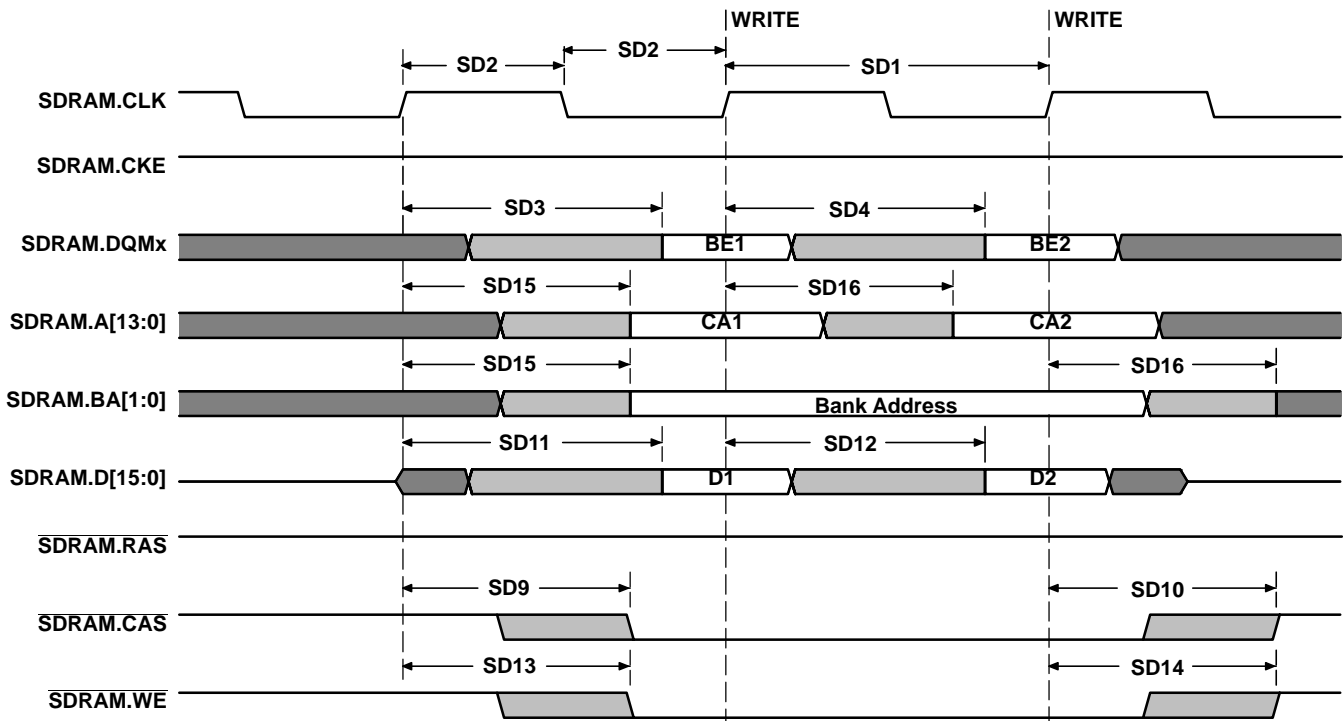 WRITE WRITE
SD2 SD2 SD1
SDRAM.CLK
SDRAM.CKE
SD3 SD4
SDRAM.DQMx BE1 BE2
SD15 SD16
SDRAM.A[13:0] CA1 CA2
SD15 SD16
SDRAM.BA[1:0] Bank Address
SD11 SD12
SDRAM.D[15:0] D1 D2
SDRAM.RAS
SD9 SD10
SDRAM.CAS
SD13 SD14
SDRAM.WE